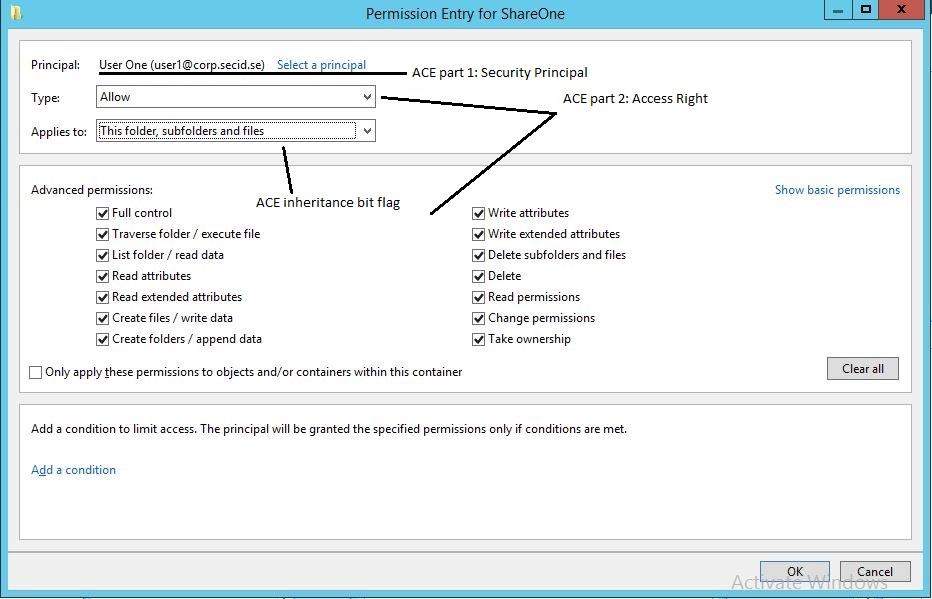 Permission Entry for ShareOne
Principal: User One (user1@corp.secid.se) Select a principal
ACE part 1: Security Principal
Type: Allow
ACE part 2: Access Right
Applies to: This folder, subfolders and files
Advanced permissions: Show basic permissions
ACE inheritance bit flag
Full control Write attributes
Traverse folder / execute file Write extended attributes
List folder / read data Delete subfolders and files
Read attributes Delete
Read extended attributes Read permissions
Create files / write data Change permissions
Create folders / append data Take ownership
Only apply these permissions to objects and/or containers within this container Clear all
Add a condition to limit access. The principal will be granted the specified permissions only if conditions are met.
Add a condition
OK Cancel
Activate Windows